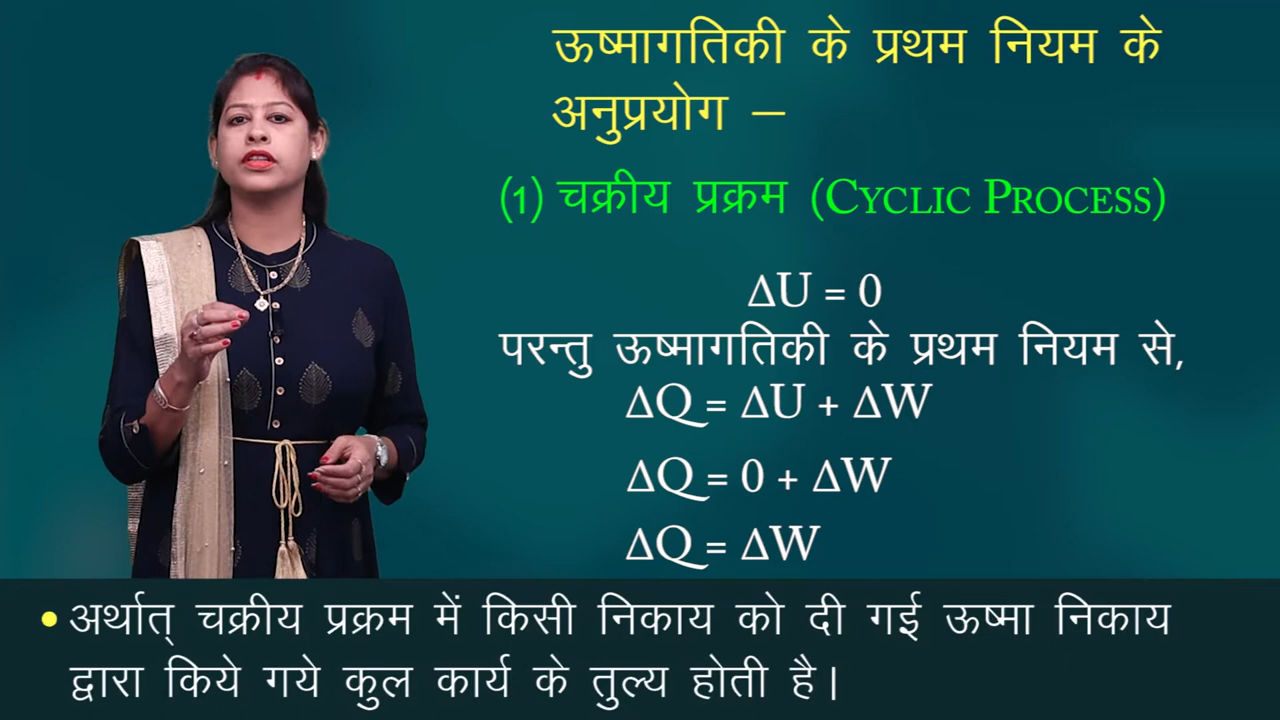 ऊष्मागतिकी के प्रथम नियम के
अनुप्रयोग –
(1) चक्रीय प्रक्रम (CYCLIC PROCESS)
ΔU = 0
परन्तु ऊष्मागतिकी के प्रथम नियम से,
ΔQ = ΔU + ΔW
ΔQ = 0 + ΔW
ΔQ = ΔW
• अर्थात् चक्रीय प्रक्रम में किसी निकाय को दी गई ऊष्मा निकाय
द्वारा किये गये कुल कार्य के तुल्य होती है।